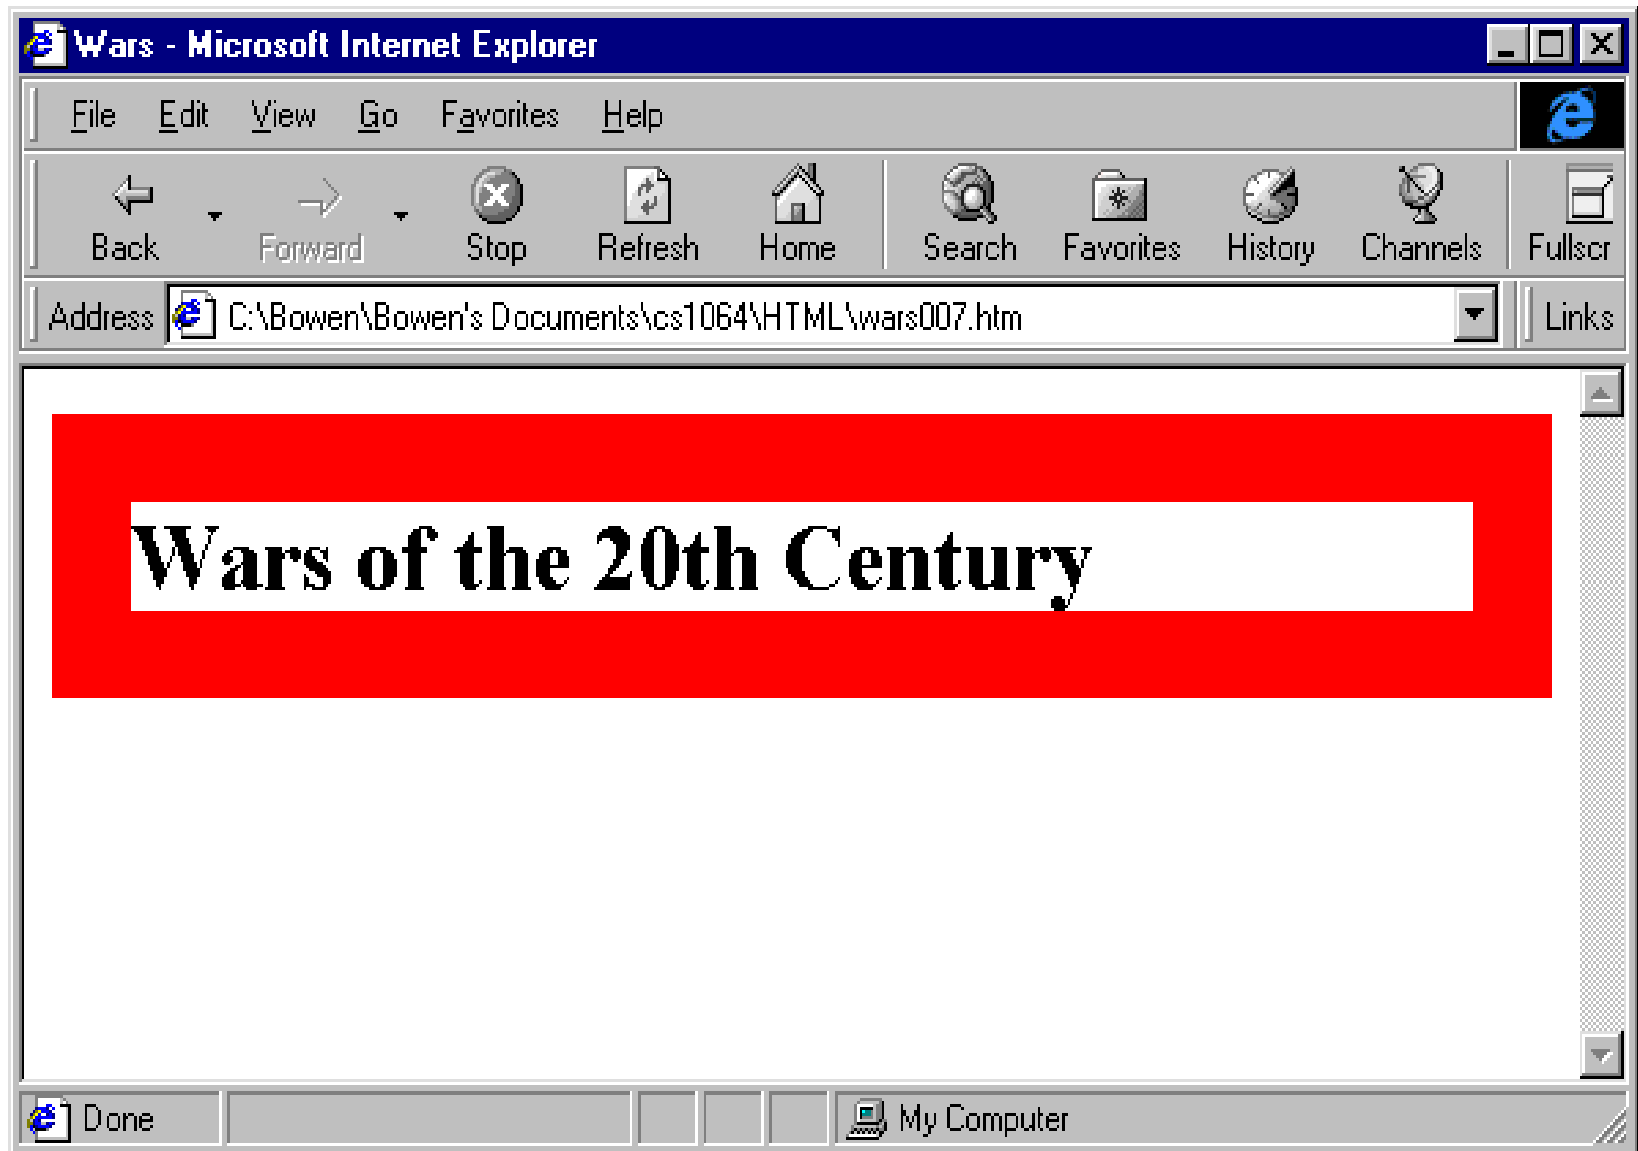 Wars - Microsoft Internet Explorer
File Edit View Go Favorites Help
Back Forward Stop Refresh Home Search Favorites History Channels Fullscr
Address C:\Bowen\Bowen's Documents\cs1064\HTML\wars007.htm Links
Wars of the 20th Century
Done My Computer